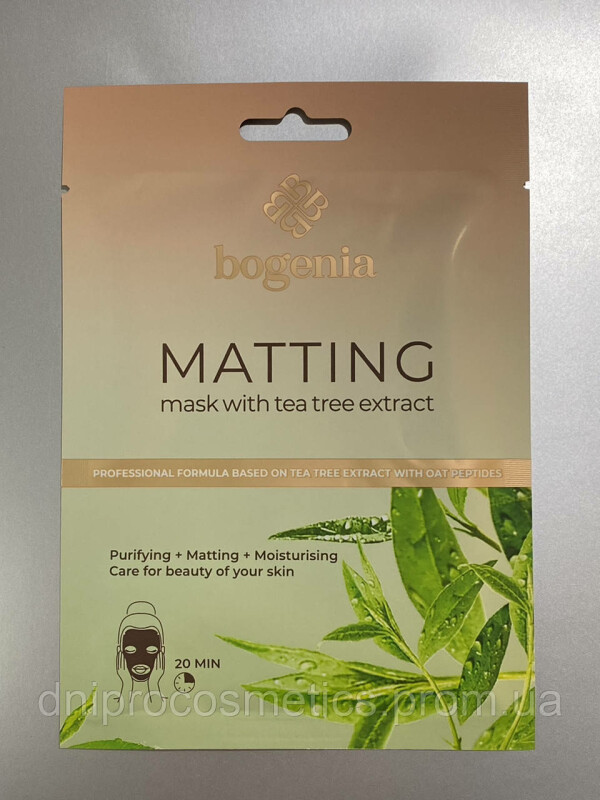 bogenia
MATTING
mask with tea tree extract
PROFESSIONAL FORMULA BASED ON TEA TREE EXTRACT WITH OAT PEPTIDES
Purifying + Matting + Moisturising
Care for beauty of your skin
20 MIN
dniprocosmetics.prom.ua